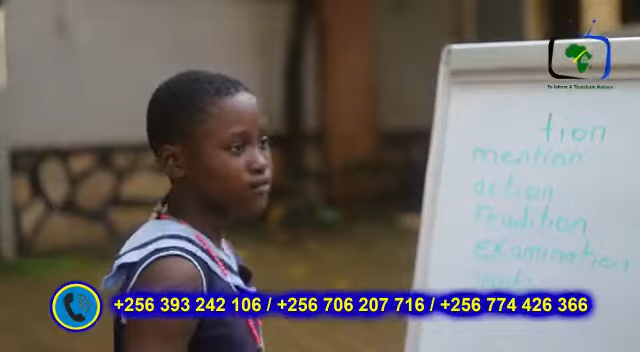 To Inform & Transform Nations
tion
mention
action
Erudition
examination
+256 393 242 106 / +256 706 207 716 / +256 774 426 366